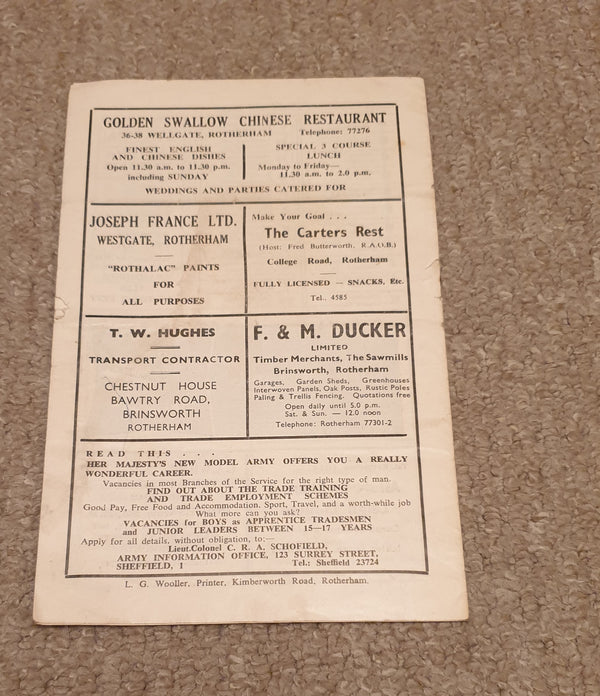 GOLDEN SWALLOW CHINESE RESTAURANT
36-38 WELLGATE, ROTHERHAM Telephone: 77276
FINEST ENGLISH
AND CHINESE DISHES
Open 11.30 a.m. to 11.30 p.m.
including SUNDAY
SPECIAL 3 COURSE
LUNCH
Monday to Friday—
11.30 a.m. to 2.0 p.m.
WEDDINGS AND PARTIES CATERED FOR
JOSEPH FRANCE LTD.
WESTGATE, ROTHERHAM
"ROTHALAC" PAINTS
FOR
ALL PURPOSES
Make Your Goal . . .
The Carters Rest
(Host: Fred Butterworth, R.A.O.B.)
College Road, Rotherham
FULLY LICENSED — SNACKS, Etc.
Tel. 4585
T. W. HUGHES
TRANSPORT CONTRACTOR
CHESTNUT HOUSE
BAWTRY ROAD,
BRINSWORTH
ROTHERHAM
F. & M. DUCKER
LIMITED
Timber Merchants, The Sawmills
Brinsworth, Rotherham
Garages, Garden Sheds, Greenhouses
Interwoven Panels, Oak Posts, Rustic Poles
Paling & Trellis Fencing. Quotations free
Open daily until 5.0 p.m.
Sat. & Sun. — 12.0 noon
Telephone: Rotherham 77301-2
READ THIS . . .
HER MAJESTY'S NEW MODEL ARMY OFFERS YOU A REALLY
WONDERFUL CAREER.
Vacancies in most Branches of the Service for the right type of man.
FIND OUT ABOUT THE TRADE TRAINING
AND TRADE EMPLOYMENT SCHEMES
Good Pay, Free Food and Accommodation, Sport, Travel, and a worth-while job
What more can you ask?
VACANCIES for BOYS as APPRENTICE TRADESMEN
and JUNIOR LEADERS BETWEEN 15—17 YEARS
Apply for all details, without obligation, to:—
Lieut.Colonel C. R. A. SCHOFIELD,
ARMY INFORMATION OFFICE, 123 SURREY STREET,
SHEFFIELD, 1 Tel.: Sheffield 23724
L. G. Wooller, Printer, Kimberworth Road, Rotherham.